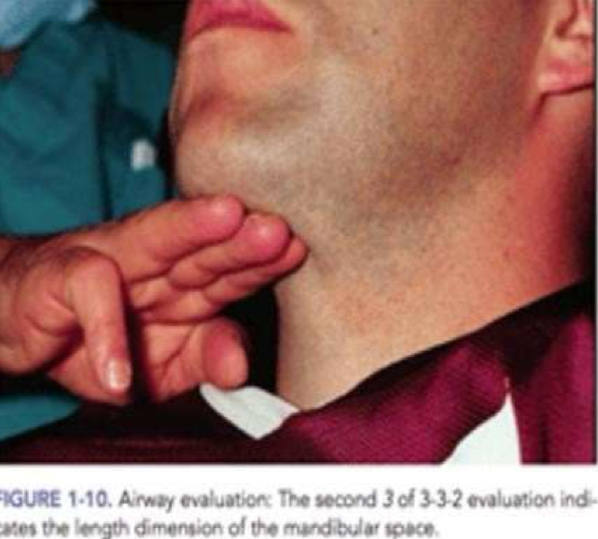 FIGURE 1-10. Airway evaluation: The second 3 of 3-3-2 evaluation indi-
cates the length dimension of the mandibular space.